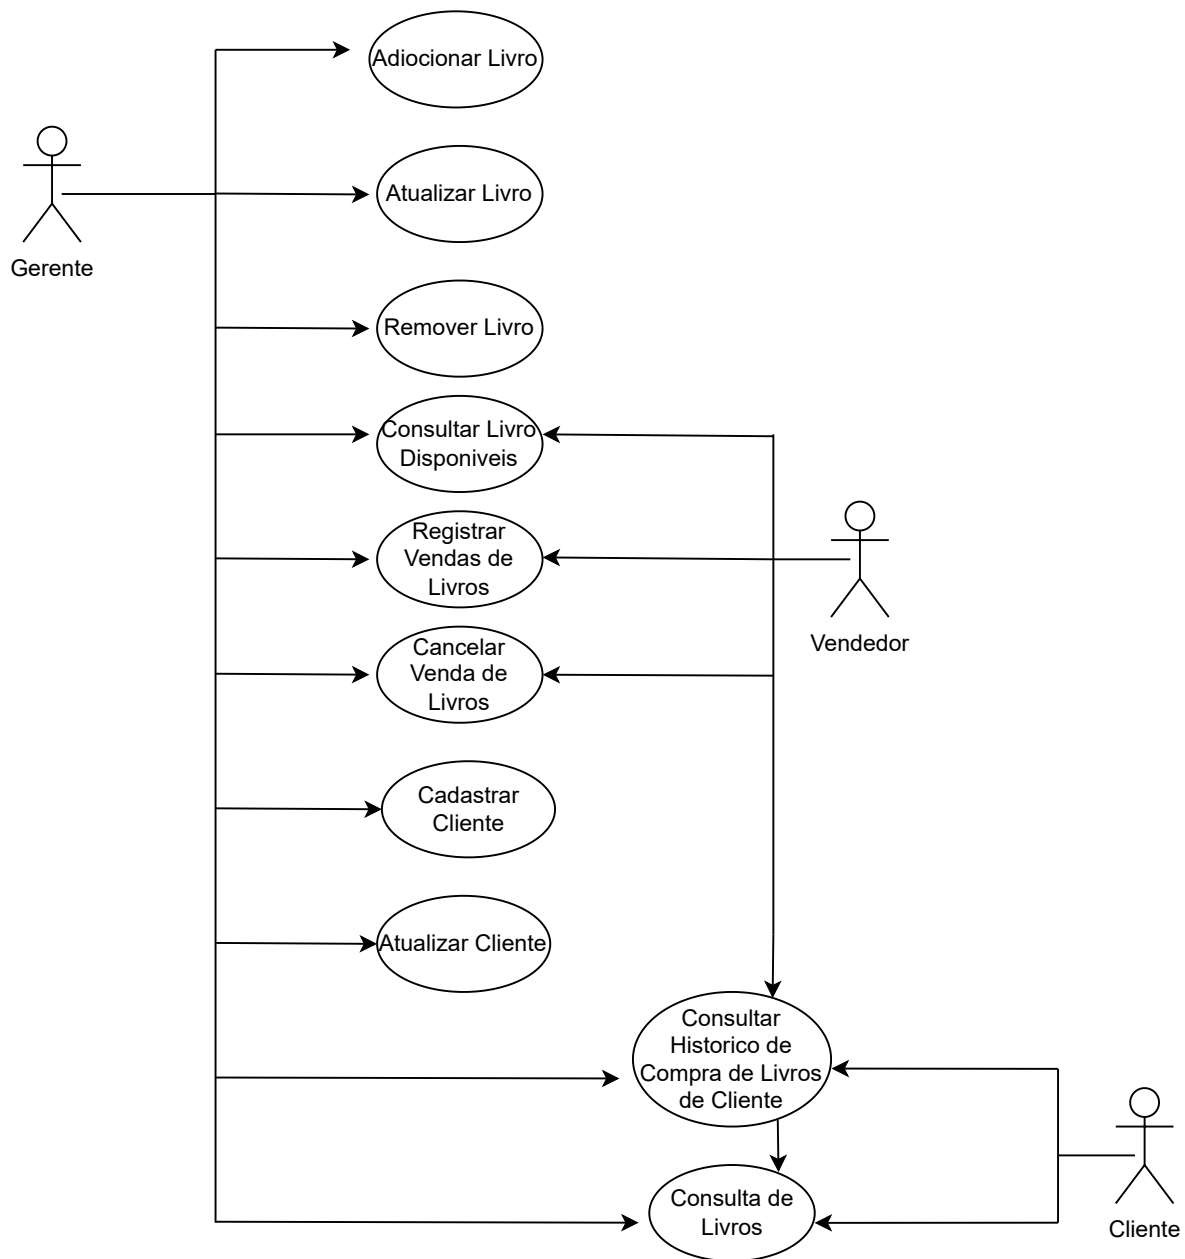 Adiocionar Livro
Gerente
Atualizar Livro
Remover Livro
Consultar Livro
Disponiveis
Registrar
Vendas de
Livros
Vendedor
Cancelar
Venda de
Livros
Cadastrar
Cliente
Atualizar Cliente
Consultar
Historico de
Compra de Livros
de Cliente
Consulta de
Livros
Cliente